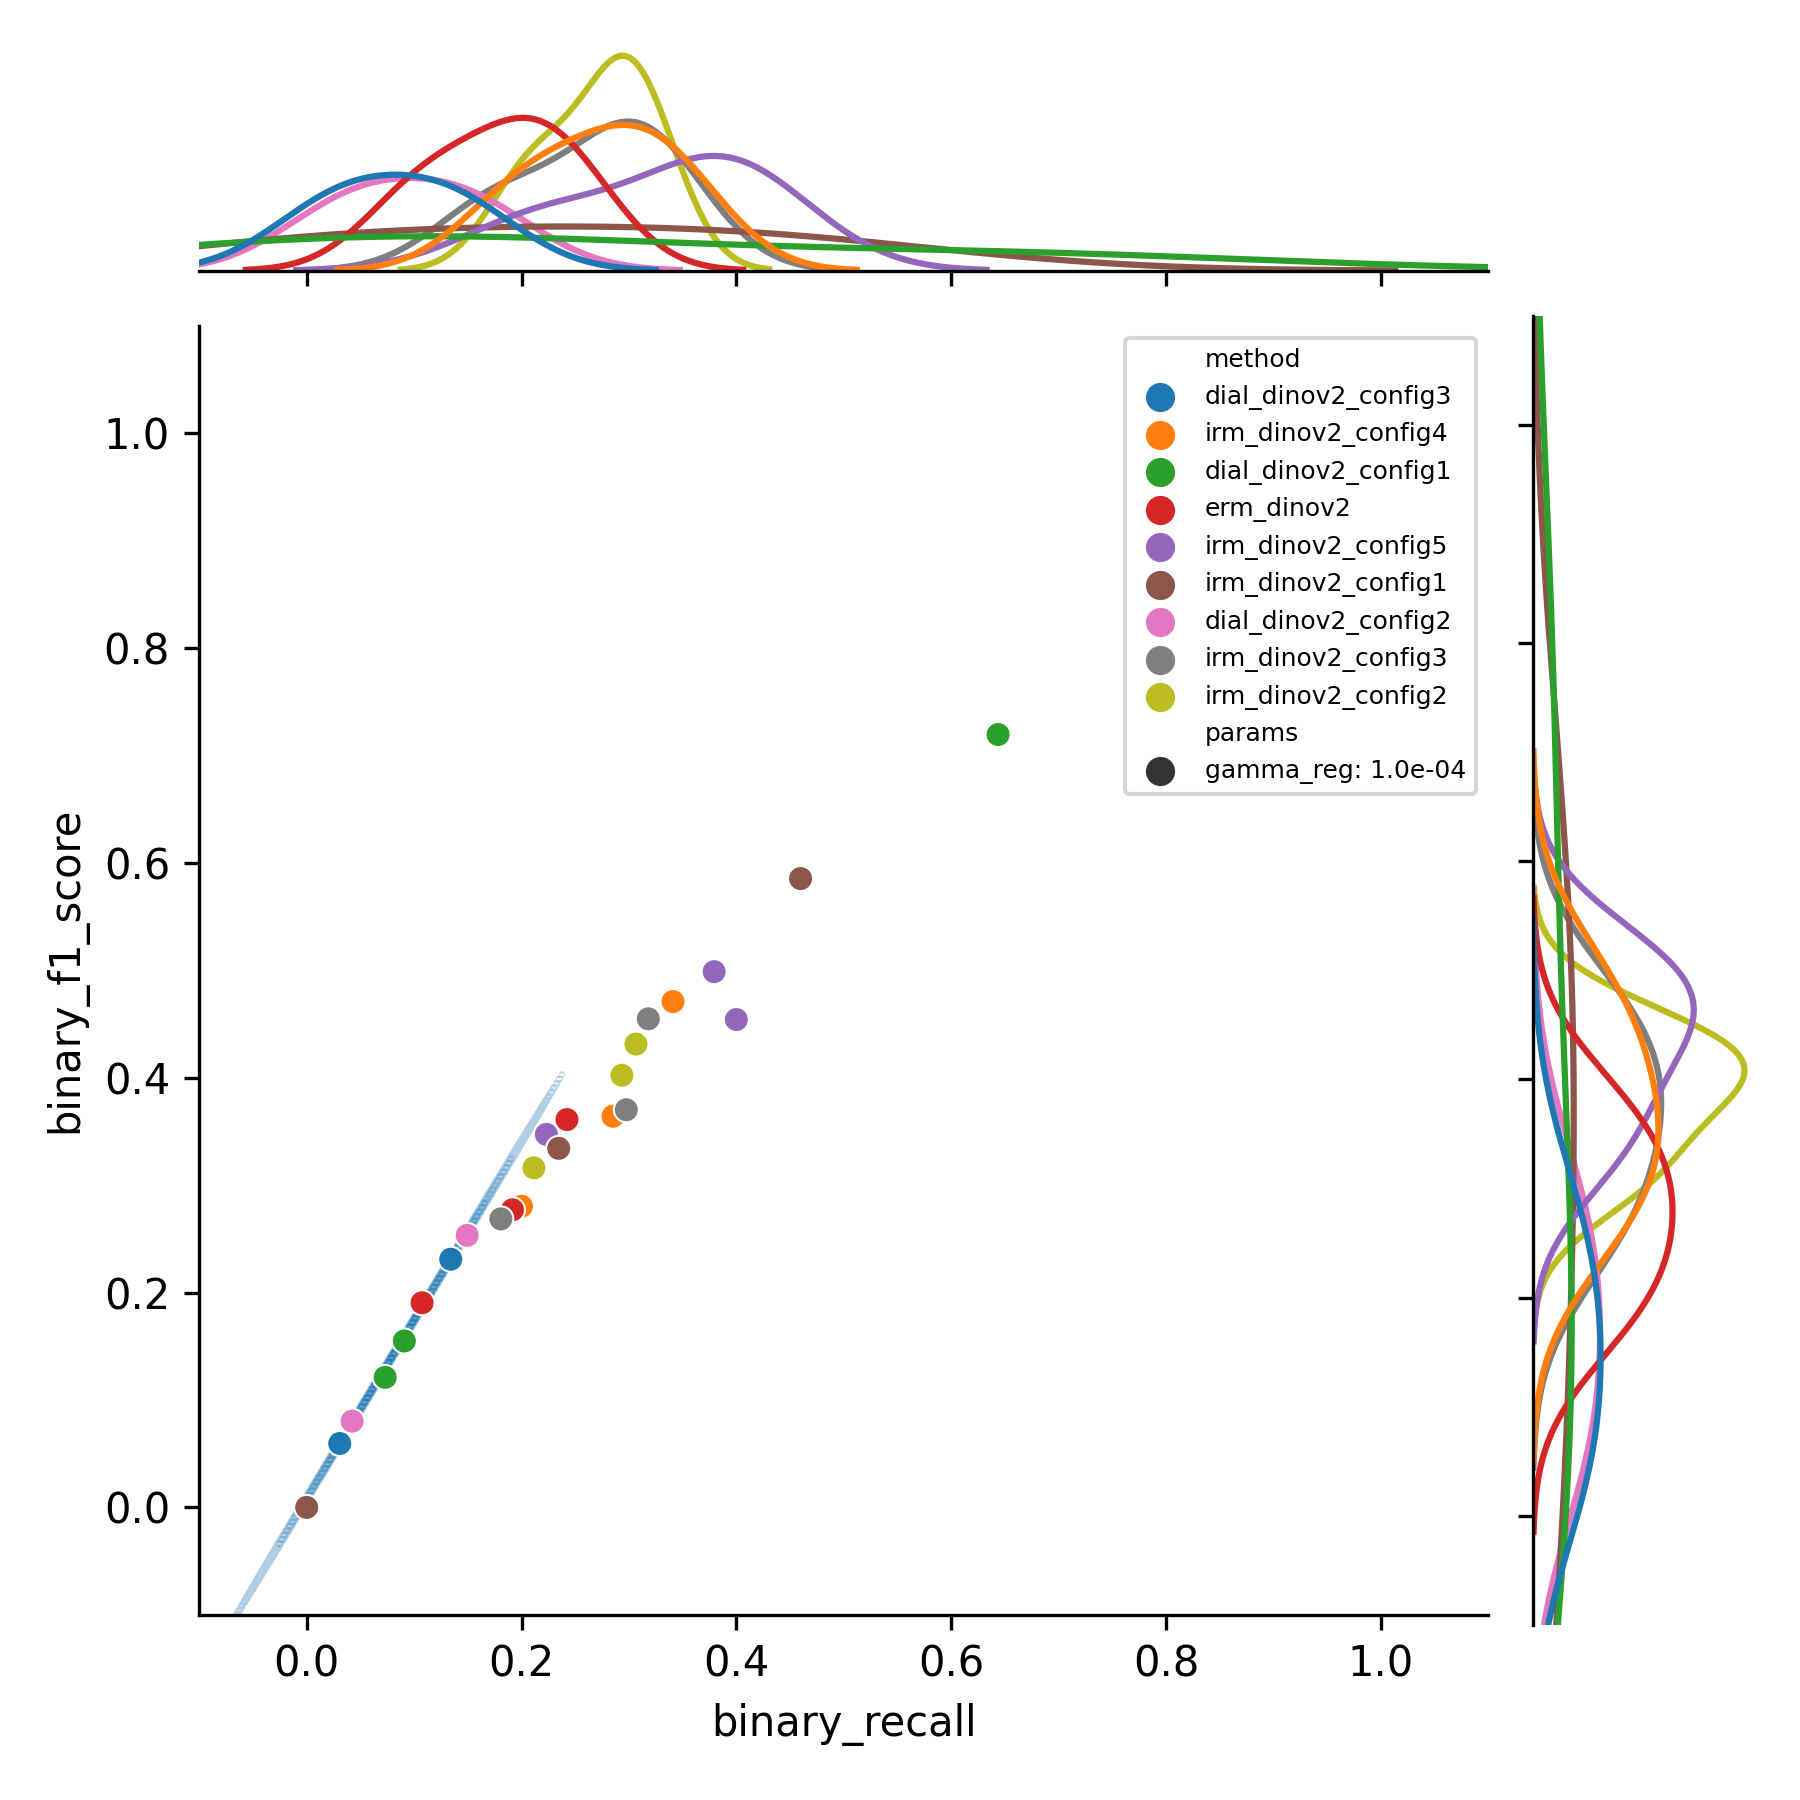 method
dial_dinov2_config3
irm_dinov2_config4
dial_dinov2_config1
erm_dinov2
irm_dinov2_config5
irm_dinov2_config1
dial_dinov2_config2
irm_dinov2_config3
irm_dinov2_config2
params
gamma_reg: 1.0e-04
binary_f1_score
1.0
0.8
0.6
0.4
0.2
0.0
0.0 0.2 0.4 0.6 0.8 1.0
binary_recall